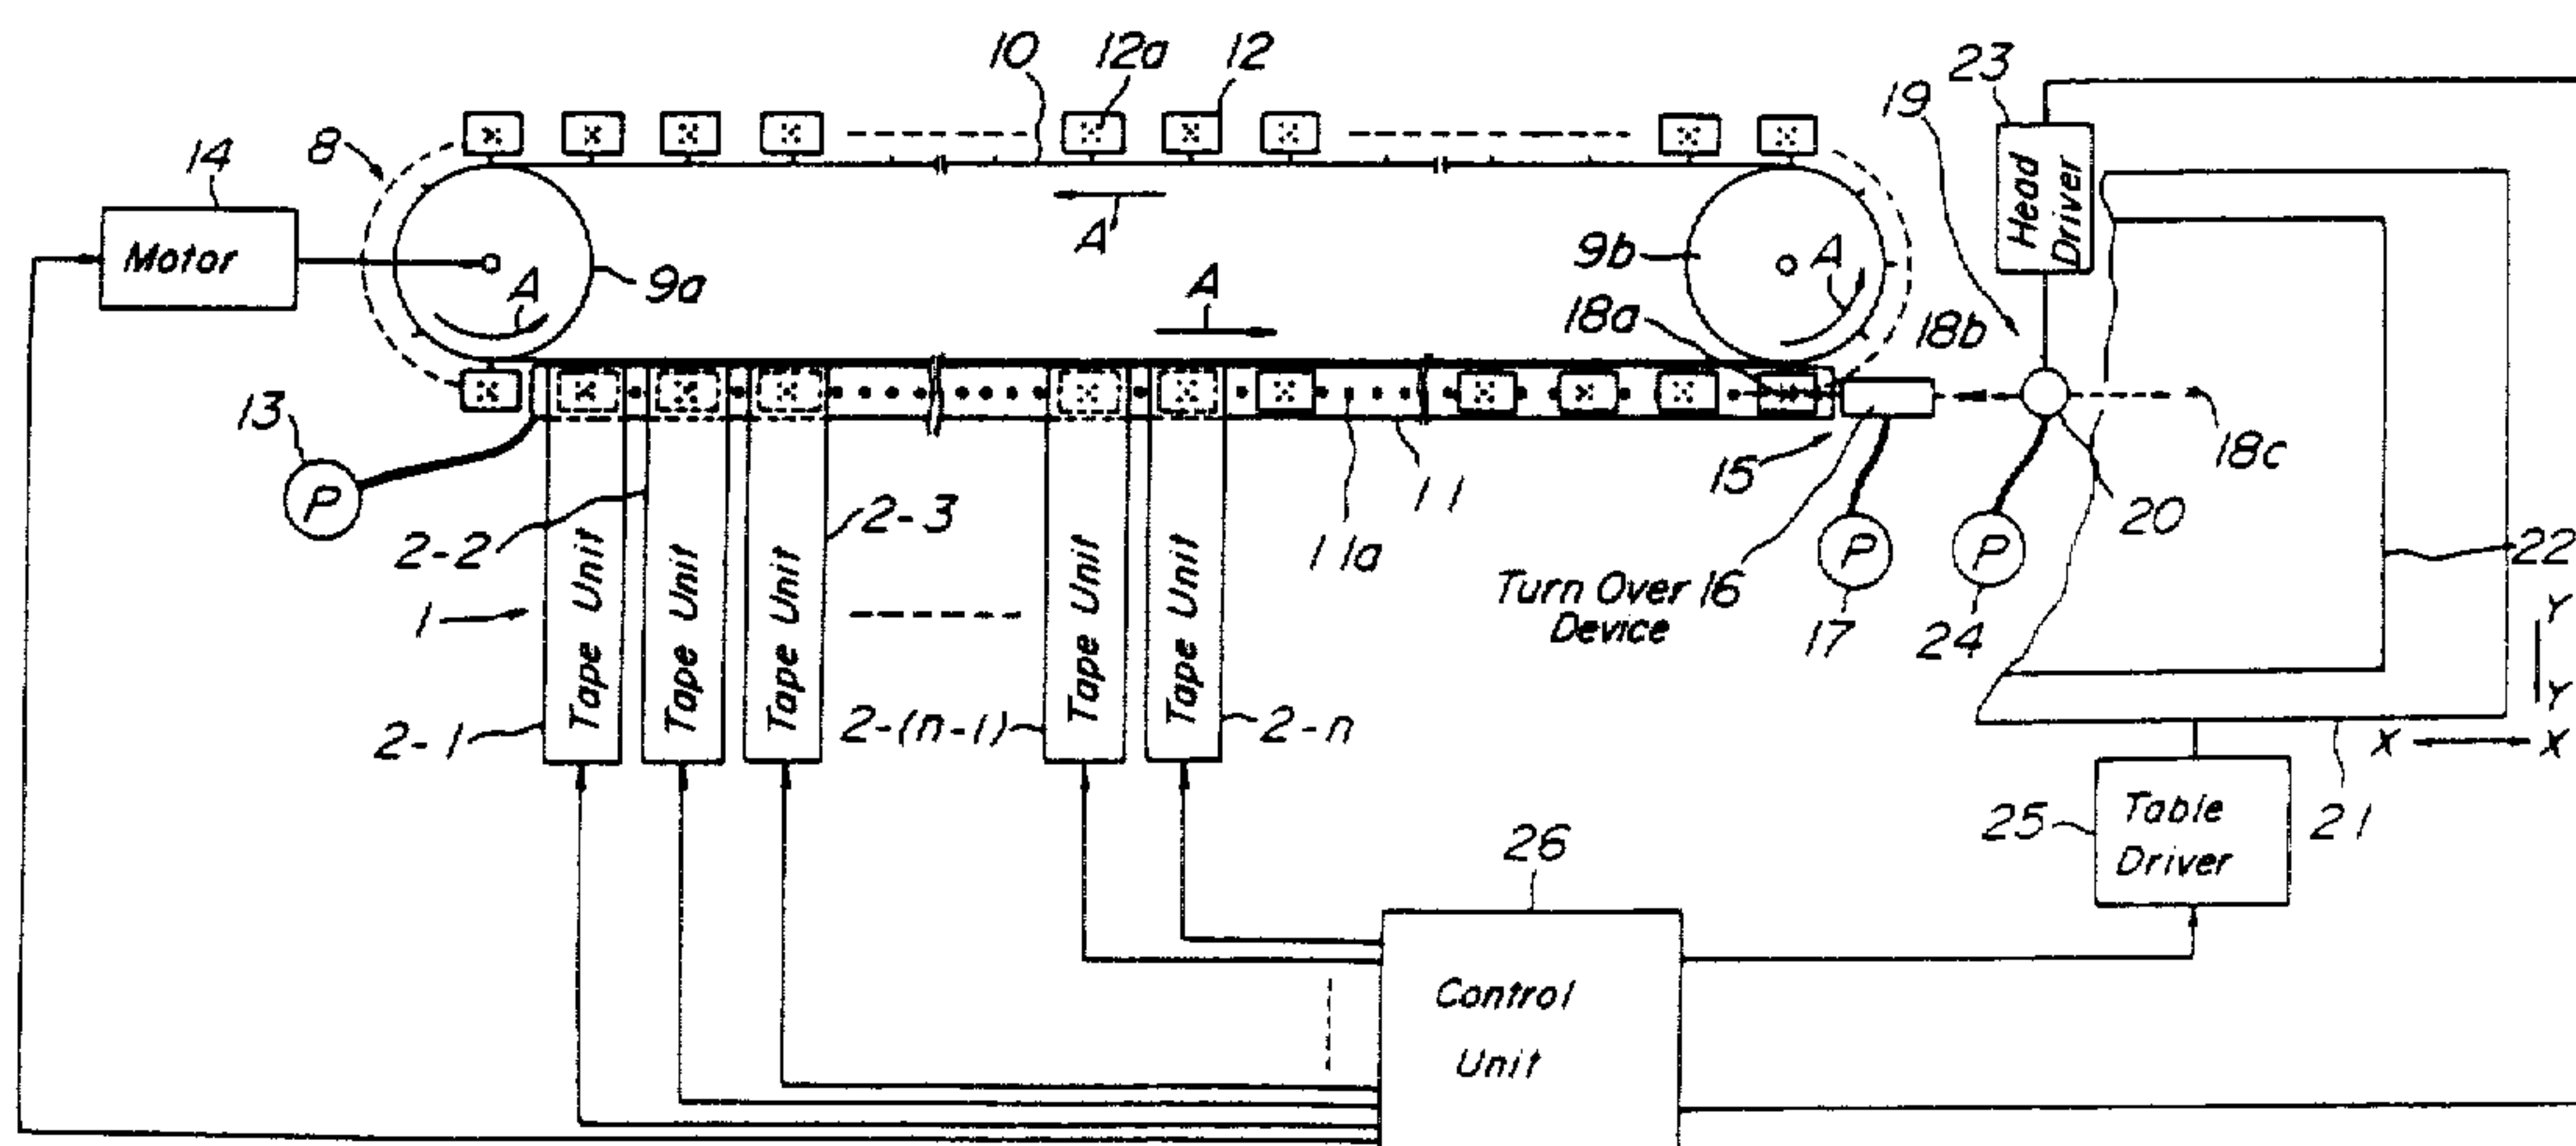 10
12a
12
23
19
14
8
Head
Driver
Motor
A
A
9a
A
9b
A
18a
18b
13
P
15
18c
2-2
2-3
11
11a
20
P
P
22
1
Tape Unit
Tape Unit
Tape Unit
Tape Unit
Tape Unit
Turn Over
Device
16
17
24
Y
Y
2-1
2-(n-1)
2-n
X
X
25
Table
Driver
21
26
Control
Unit